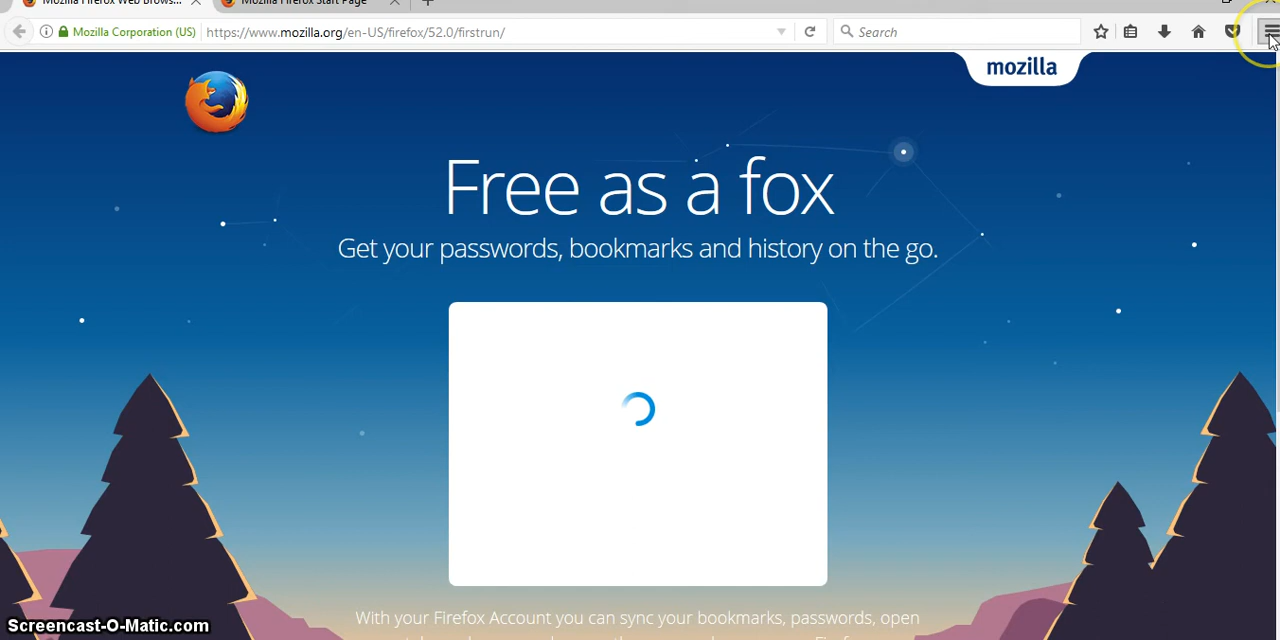 Mozilla Firefox Web Brows...
Mozilla Firefox Start Page
Mozilla Corporation (US)
https://www.mozilla.org/en-US/firefox/52.0/firstrun/
Search
mozilla
Free as a fox
Get your passwords, bookmarks and history on the go.
With your Firefox Account you can sync your bookmarks, passwords, open
Screencast-O-Matic.com